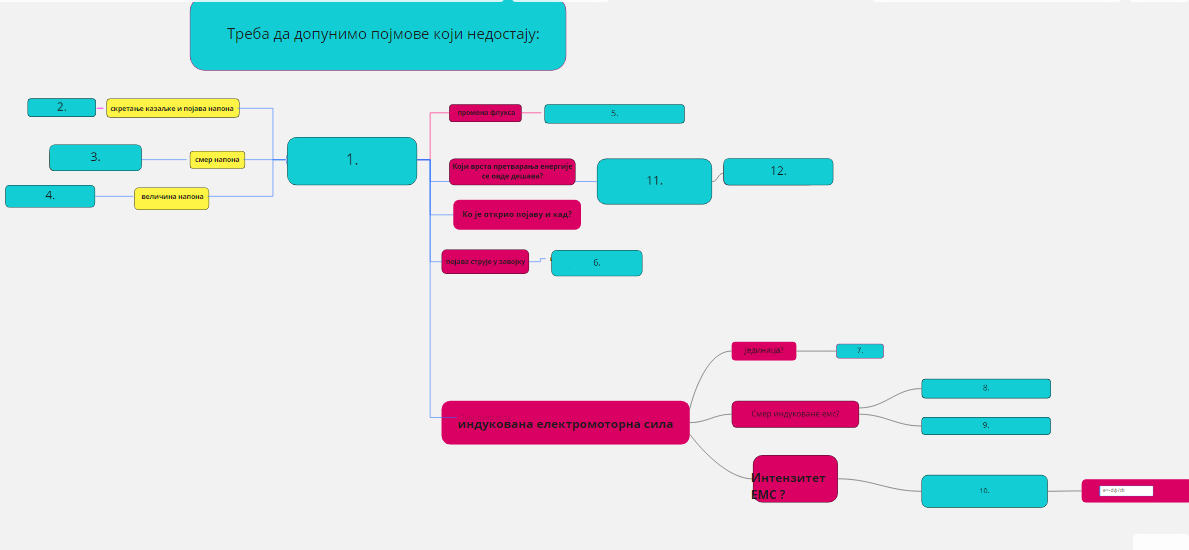 Треба да допунимо појмове који недостају:
2.
скретање казаљке и појава напона
3.
смер напона
4.
величина напона
1.
промена флукса
5.
Која врста претварања енергије
се овде дешава?
11.
12.
Ко је открио појаву и кад?
појава струје у завојку
6.
индукована електромоторна сила
јединица?
7.
Смер индуковане емс?
8.
9.
Интензитет
ЕМС ?
10.